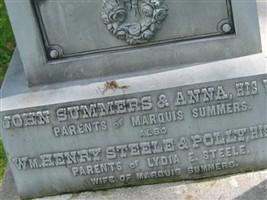 JOHN SUMMERS & ANNA, HIS
PARENTS of MARQUIS SUMMERS.
ALSO
WM. HENRY STEELE & POLLY HIS
PARENTS of LYDIA E. STEELE.
WIFE OF MARQUIS SUMMERS.